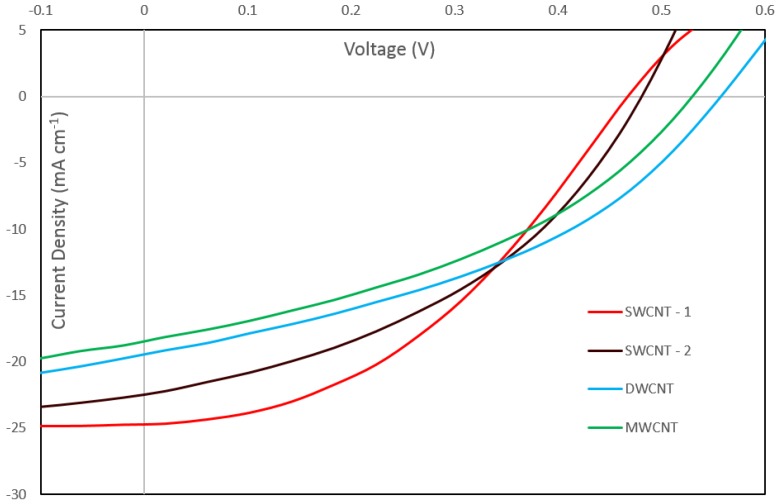 -0.1 0 0.1 0.2 0.3 0.4 0.5 0.6
5
Voltage (V)
0
-5
-10
-15
-20
-25
-30
Current Density (mA cm-1)
SWCNT - 1
SWCNT - 2
DWCNT
MWCNT